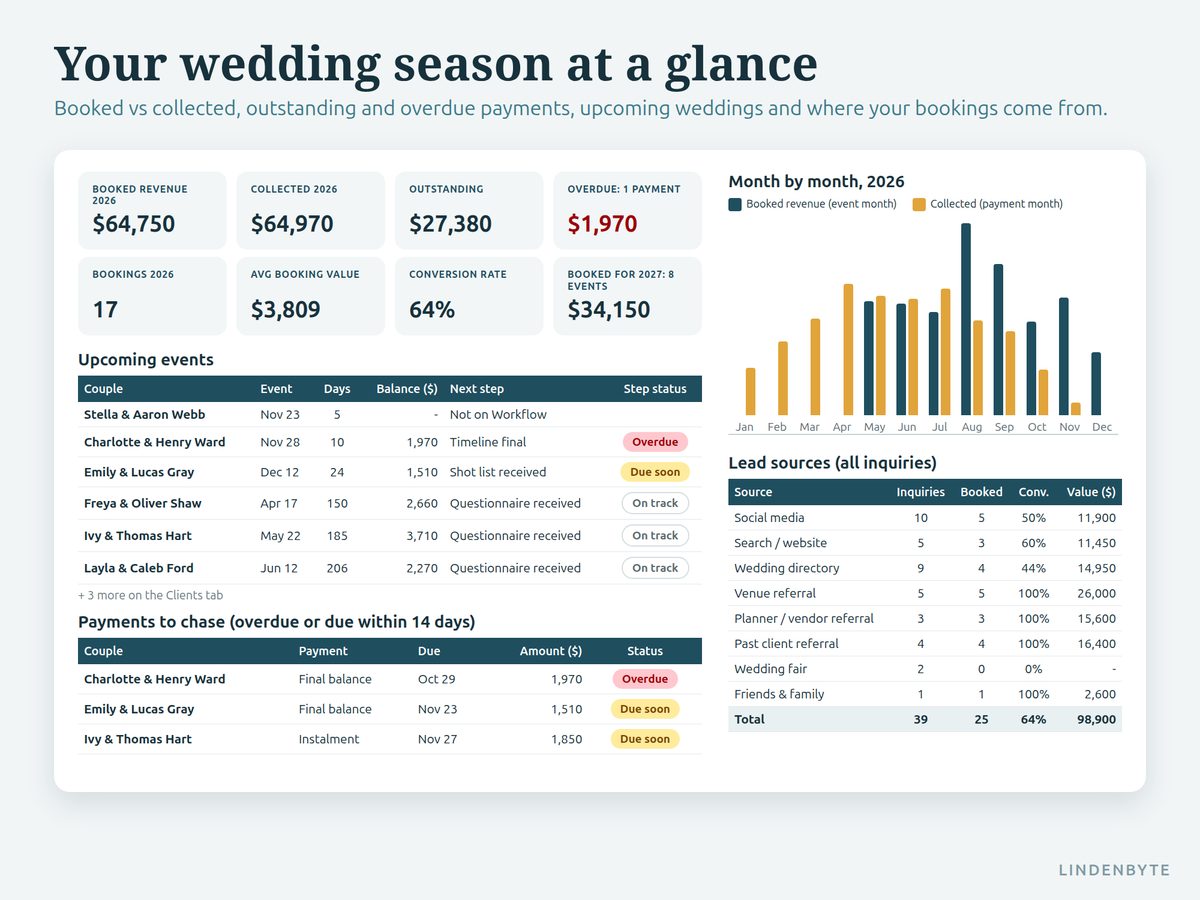 Your wedding season at a glance
Booked vs collected, outstanding and overdue payments, upcoming weddings and where your bookings come from.
BOOKED REVENUE 2026
$64,750
COLLECTED 2026
$64,970
OUTSTANDING
$27,380
OVERDUE: 1 PAYMENT
$1,970
BOOKINGS 2026
17
AVG BOOKING VALUE
$3,809
CONVERSION RATE
64%
BOOKED FOR 2027: 8 EVENTS
$34,150
Upcoming events
Couple Event Days Balance ($) Next step Step status
Stella & Aaron Webb Nov 23 5 - Not on Workflow
Charlotte & Henry Ward Nov 28 10 1,970 Timeline final Overdue
Emily & Lucas Gray Dec 12 24 1,510 Shot list received Due soon
Freya & Oliver Shaw Apr 17 150 2,660 Questionnaire received On track
Ivy & Thomas Hart May 22 185 3,710 Questionnaire received On track
Layla & Caleb Ford Jun 12 206 2,270 Questionnaire received On track
+ 3 more on the Clients tab
Payments to chase (overdue or due within 14 days)
Couple Payment Due Amount ($) Status
Charlotte & Henry Ward Final balance Oct 29 1,970 Overdue
Emily & Lucas Gray Final balance Nov 23 1,510 Due soon
Ivy & Thomas Hart Instalment Nov 27 1,850 Due soon
Month by month, 2026
Booked revenue (event month) Collected (payment month)
Jan Feb Mar Apr May Jun Jul Aug Sep Oct Nov Dec
Lead sources (all inquiries)
Source Inquiries Booked Conv. Value ($)
Social media 10 5 50% 11,900
Search / website 5 3 60% 11,450
Wedding directory 9 4 44% 14,950
Venue referral 5 5 100% 26,000
Planner / vendor referral 3 3 100% 15,600
Past client referral 4 4 100% 16,400
Wedding fair 2 0 0% -
Friends & family 1 1 100% 2,600
Total 39 25 64% 98,900
LINDENBYTE